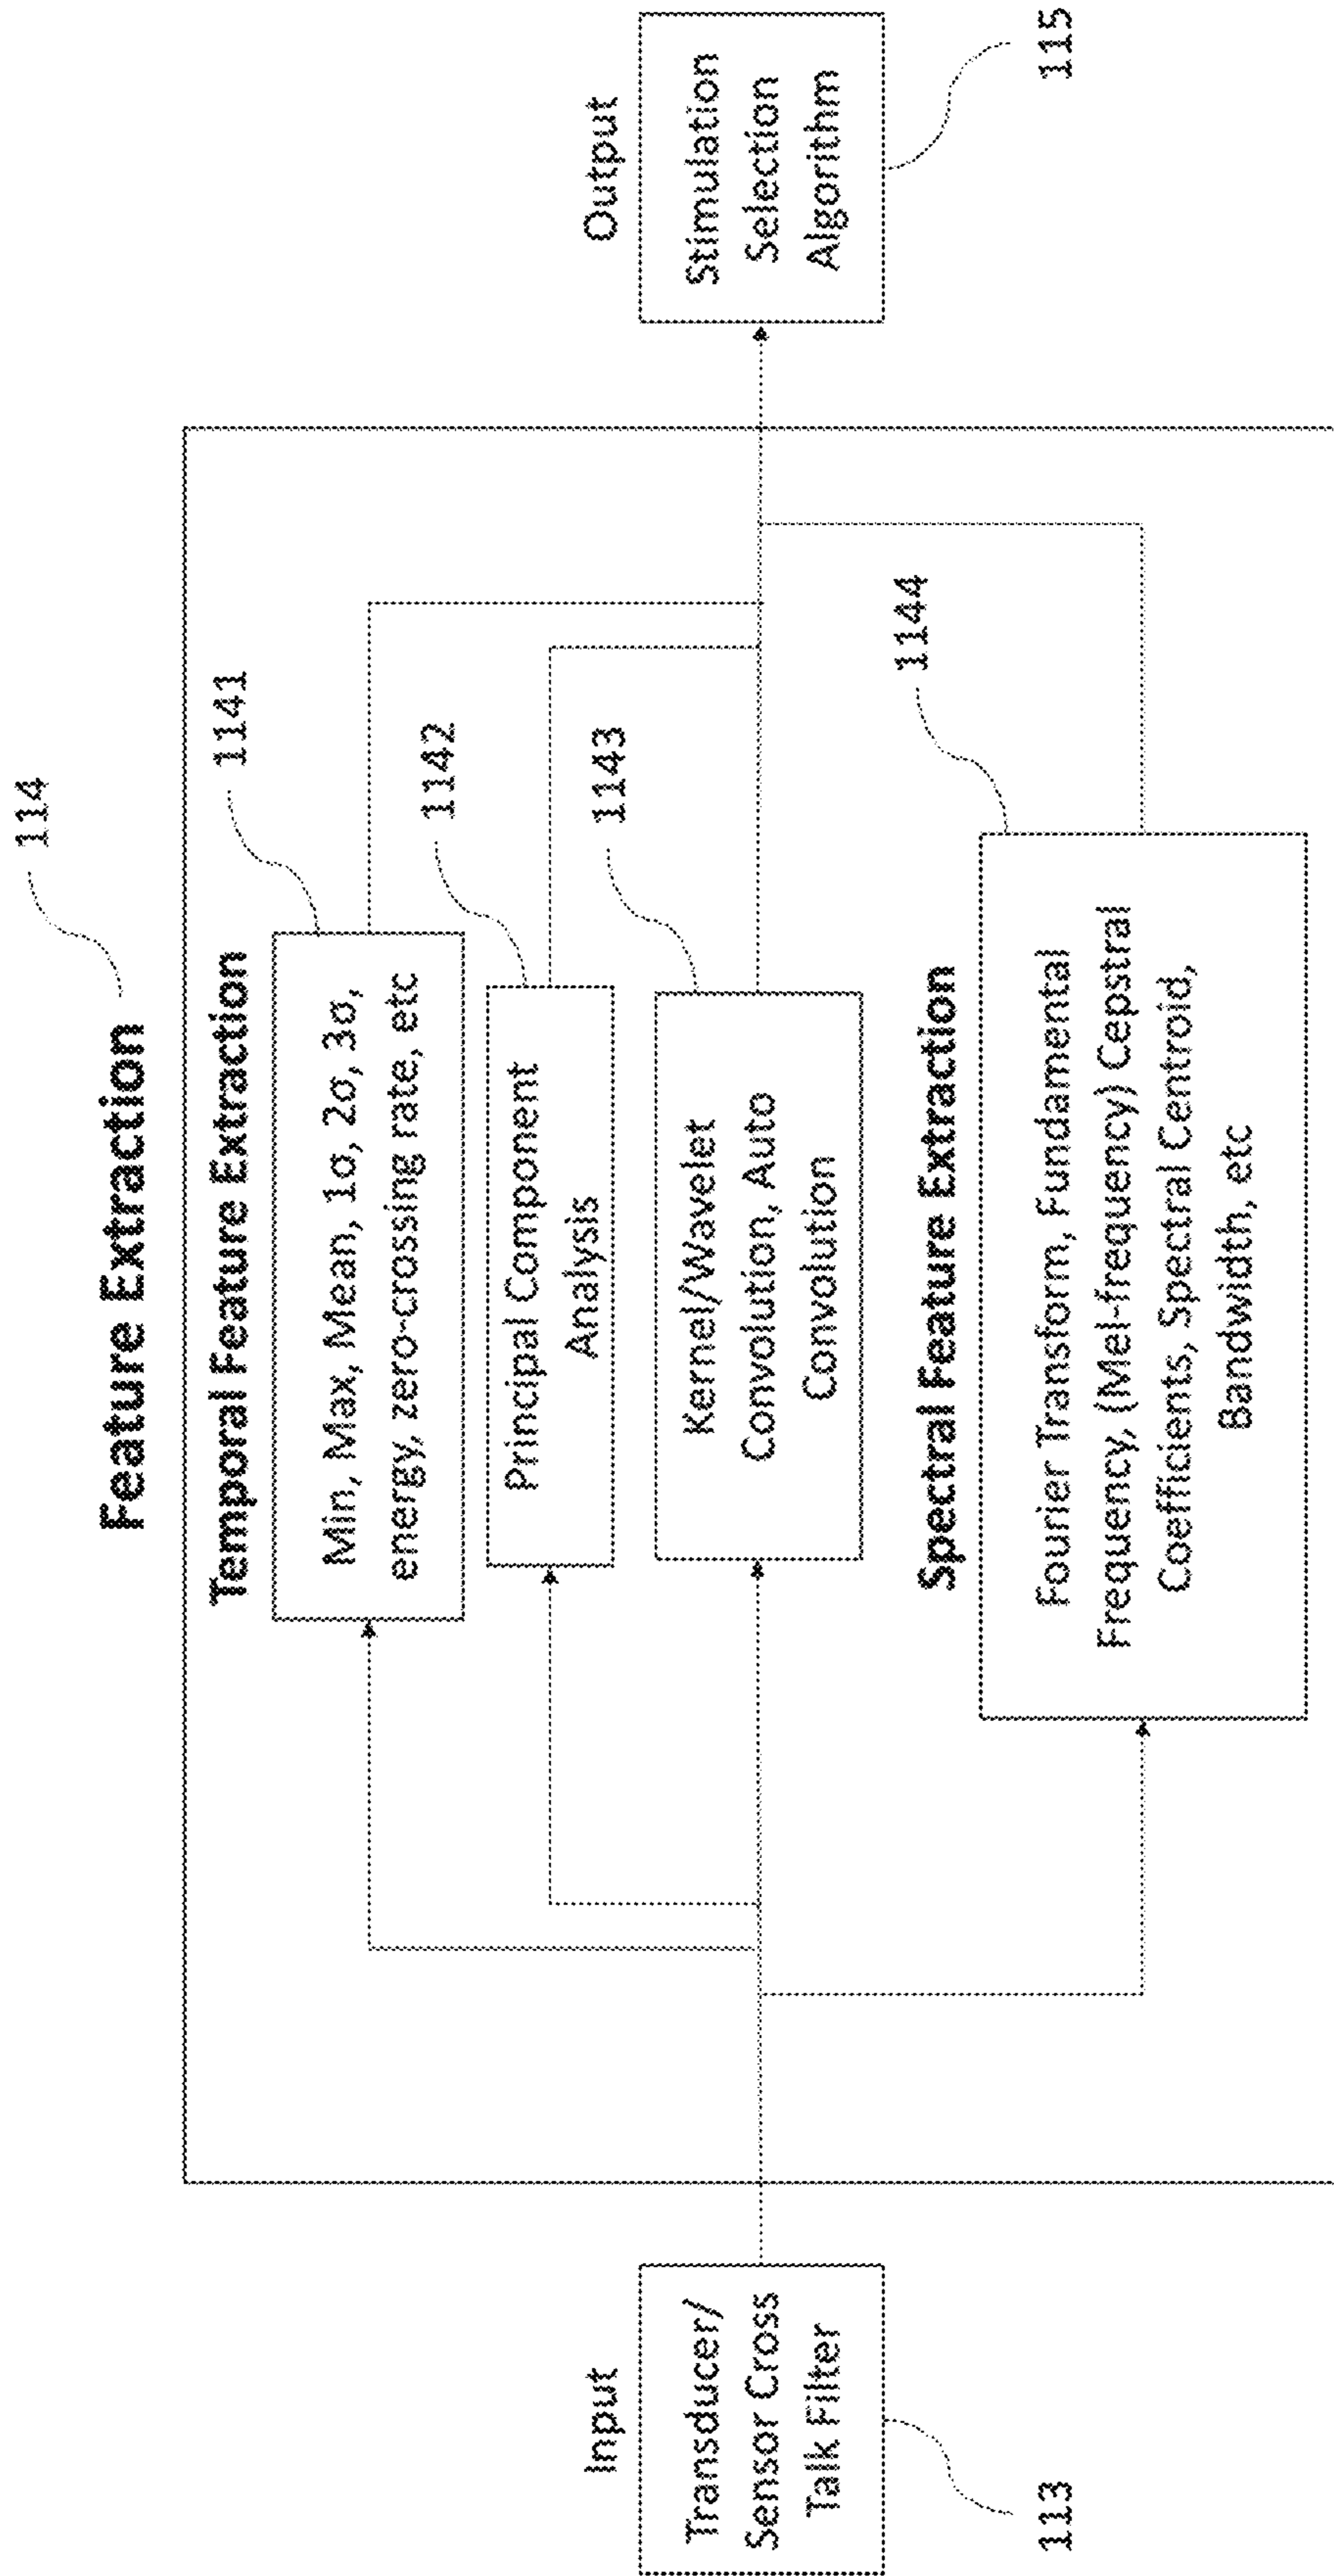 114
Feature Extraction
Temporal Feature Extraction
1141
Min, Max, Mean, 1σ, 2σ, 3σ,
energy, zero-crossing rate, etc
1142
Principal Component
Analysis
1143
Kernel/Wavelet
Convolution, Auto
Convolution
Spectral Feature Extraction
1144
Fourier Transform, Fundamental
Frequency, (Mel-frequency) Cepstral
Coefficients, Spectral Centroid,
Bandwidth, etc
Input
Transducer/
Sensor Cross
Talk Filter
113
Output
Stimulation
Selection
Algorithm
115